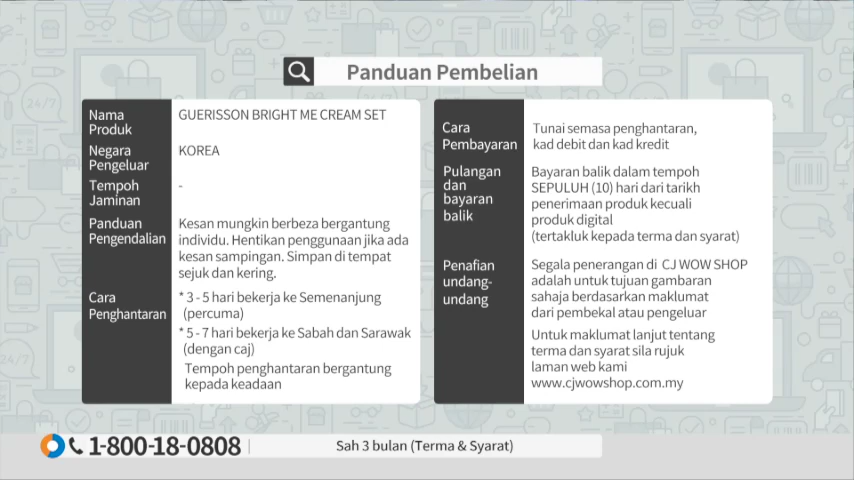 Panduan Pembelian
Nama
Produk
GUERISSON BRIGHT ME CREAM SET
Negara
Pengeluar
KOREA
Tempoh
Jaminan
-
Panduan
Pengendalian
Kesan mungkin berbeza bergantung
individu. Hentikan penggunaan jika ada
kesan sampingan. Simpan di tempat
sejuk dan kering.
Cara
Penghantaran
* 3 - 5 hari bekerja ke Semenanjung
(percuma)
* 5 - 7 hari bekerja ke Sabah dan Sarawak
(dengan caj)
Tempoh penghantaran bergantung
kepada keadaan
Cara
Pembayaran
Tunai semasa penghantaran,
kad debit dan kad kredit
Pulangan
dan
bayaran
balik
Bayaran balik dalam tempoh
SEPULUH (10) hari dari tarikh
penerimaan produk kecuali
produk digital
(tertakluk kepada terma dan syarat)
Penafian
undang-
undang
Segala penerangan di CJ WOW SHOP
adalah untuk tujuan gambaran
sahaja berdasarkan maklumat
dari pembekal atau pengeluar
Untuk maklumat lanjut tentang
terma dan syarat sila rujuk
laman web kami
www.cjwowshop.com.my
1-800-18-0808
Sah 3 bulan (Terma & Syarat)
24/7
24/7